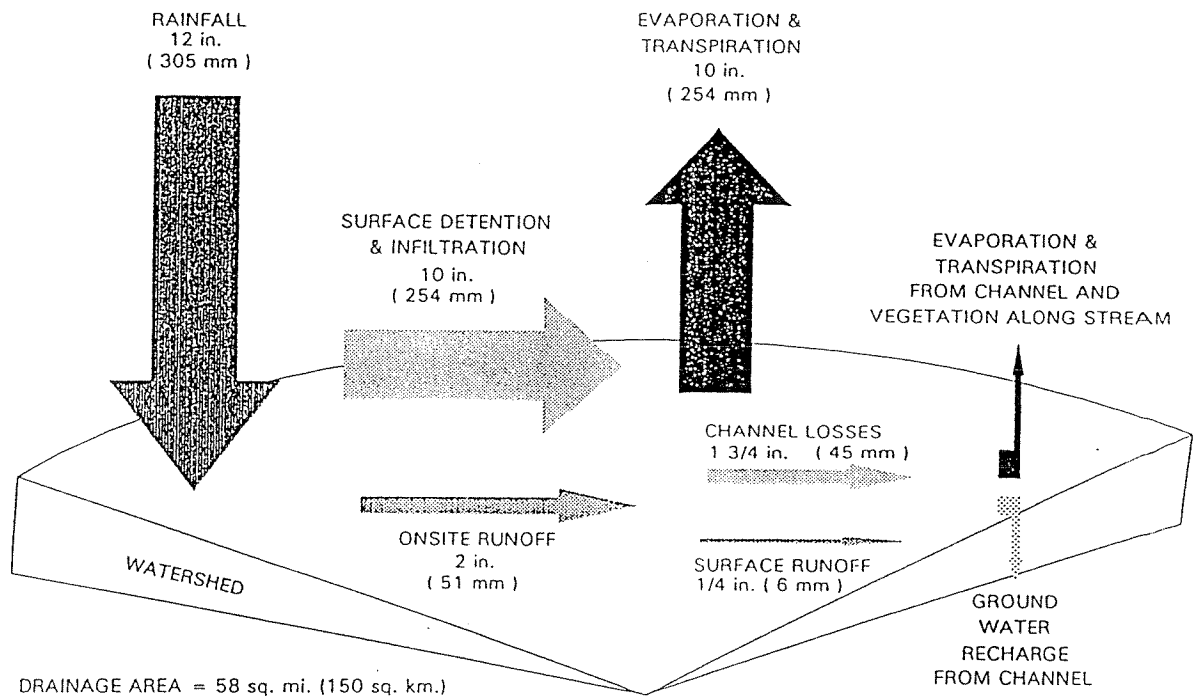 RAINFALL
12 in.
( 305 mm )
EVAPORATION &
TRANSPIRATION
10 in.
( 254 mm )
SURFACE DETENTION
& INFILTRATION
10 in.
( 254 mm )
EVAPORATION &
TRANSPIRATION
FROM CHANNEL AND
VEGETATION ALONG STREAM
CHANNEL LOSSES
1 3/4 in. ( 45 mm )
ONSITE RUNOFF
2 in.
( 51 mm )
SURFACE RUNOFF
1/4 in. ( 6 mm )
WATERSHED
GROUND
WATER
RECHARGE
FROM CHANNEL
DRAINAGE AREA = 58 sq. mi. (150 sq. km.)